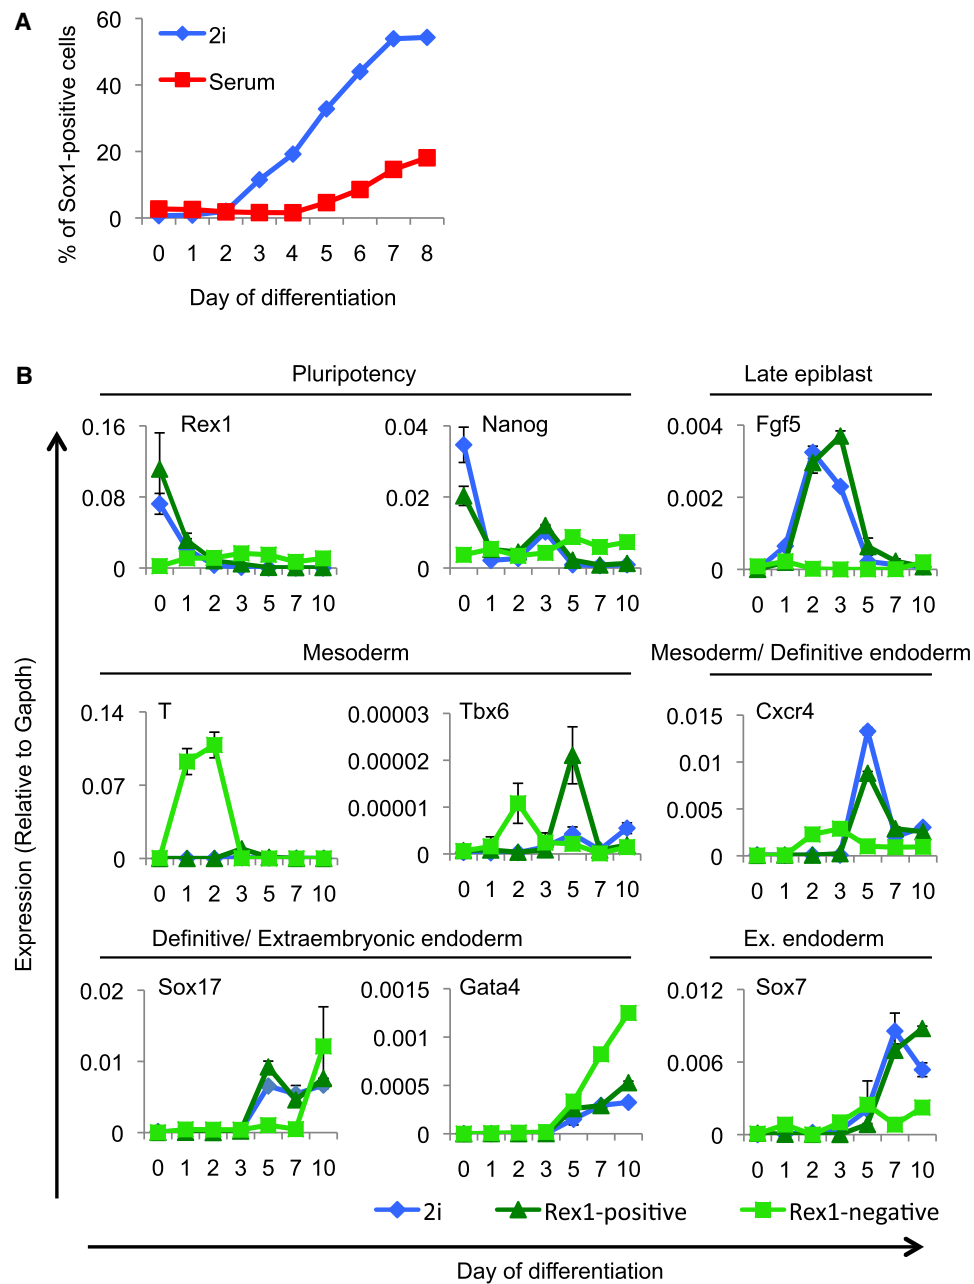 A
60
40
20
0
% of Sox1-positive cells
2i
Serum
0 1 2 3 4 5 6 7 8
Day of differentiation
B
Pluripotency
Late epiblast
Rex1
0.16
0.08
0
0 1 2 3 5 7 10
Nanog
0.04
0.02
0
0 1 2 3 5 7 10
Fgf5
0.004
0.002
0
0 1 2 3 5 7 10
Mesoderm
Mesoderm/ Definitive endoderm
T
0.14
0.07
0
0 1 2 3 5 7 10
Tbx6
0.00003
0.00002
0.00001
0
0 1 2 3 5 7 10
Cxcr4
0.015
0.01
0.005
0
0 1 2 3 5 7 10
Definitive/ Extraembryonic endoderm
Ex. endoderm
Sox17
0.02
0.01
0
0 1 2 3 5 7 10
Gata4
0.0015
0.001
0.0005
0
0 1 2 3 5 7 10
Sox7
0.012
0.006
0
0 1 2 3 5 7 10
Expression (Relative to Gapdh)
2i
Rex1-positive
Rex1-negative
Day of differentiation